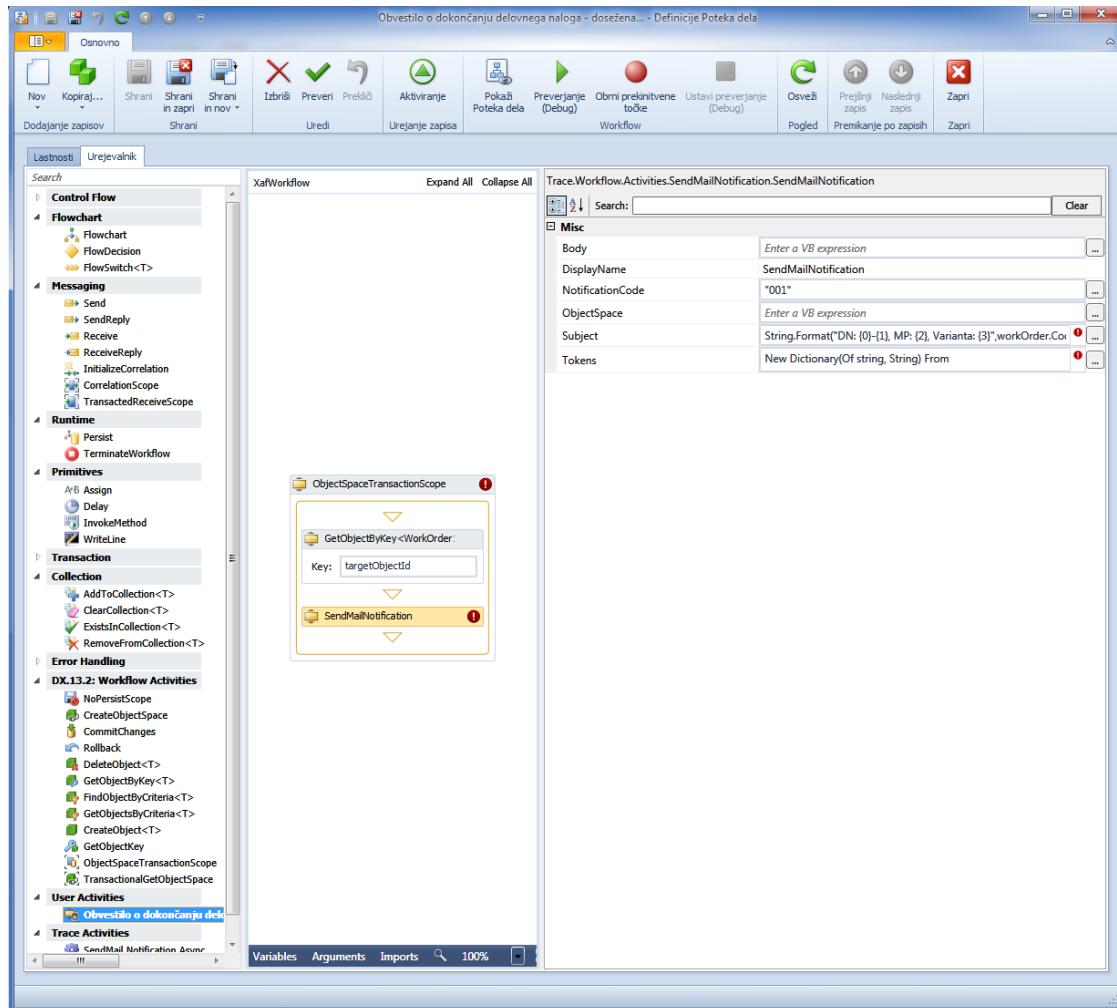 Obvestilo o dokončanju delovnega naloga - dosežena... - Definicije Poteka dela
Osnovno
Nov
Kopiraj...
Shrani
Shrani in zapri
Shrani in nov
Izbriši
Preveri
Prekliči
Aktiviranje
Pokaži Poteka dela
Preverjanje (Debug)
Obrni prekinitvene točke
Ustavi preverjanje (Debug)
Osveži
Prejšnji zapis
Naslednji zapis
Zapri
Dodajanje zapisov
Shrani
Uredi
Urejanje zapisa
Workflow
Pogled
Premikanje po zapisih
Zapri
Lastnosti
Urejevalnik
Search
Control Flow
Flowchart
Flowchart
FlowDecision
FlowSwitch<T>
Messaging
Send
SendReply
Receive
ReceiveReply
InitializeCorrelation
CorrelationScope
TransactedReceiveScope
Runtime
Persist
TerminateWorkflow
Primitives
A+B Assign
Delay
InvokeMethod
WriteLine
Transaction
Collection
AddToCollection<T>
ClearCollection<T>
ExistsInCollection<T>
RemoveFromCollection<T>
Error Handling
DX.13.2: Workflow Activities
NoPersistScope
CreateObjectSpace
CommitChanges
Rollback
DeleteObject<T>
GetObjectByKey<T>
FindObjectByCriteria<T>
GetObjectsByCriteria<T>
CreateObject<T>
GetObjectKey
ObjectSpaceTransactionScope
TransactionalGetObjectSpace
User Activities
Obvestilo o dokončanju del
Trace Activities
SendMail Notification Async
XafWorkflow
Expand All
Collapse All
ObjectSpaceTransactionScope
GetObjectByKey<WorkOrder
Key: targetObjectId
SendMailNotification
Variables
Arguments
Imports
100%
Trace.Workflow.Activities.SendMailNotification.SendMailNotification
Search:
Clear
Misc
Body Enter a VB expression ...
DisplayName SendMailNotification
NotificationCode "001" ...
ObjectSpace Enter a VB expression ...
Subject String.Format("DN: {0}-{1}, MP: {2}, Varianta: {3}",workOrder.Co ...
Tokens New Dictionary(Of string, String) From ...